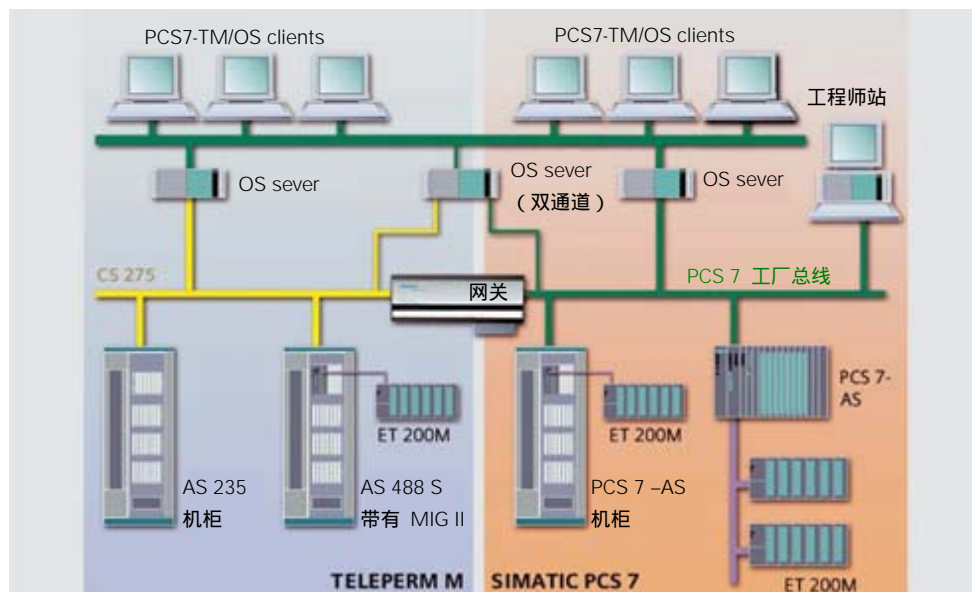 PCS7-TM/OS clients
PCS7-TM/OS clients
工程师站
OS sever
OS sever
（双通道）
OS sever
CS 275
网关
PCS 7 工厂总线
PCS 7-
AS
ET 200M
ET 200M
AS 235
机柜
AS 488 S
带有 MIG II
PCS 7 –AS
机柜
TELEPERM M
SIMATIC PCS 7
ET 200M